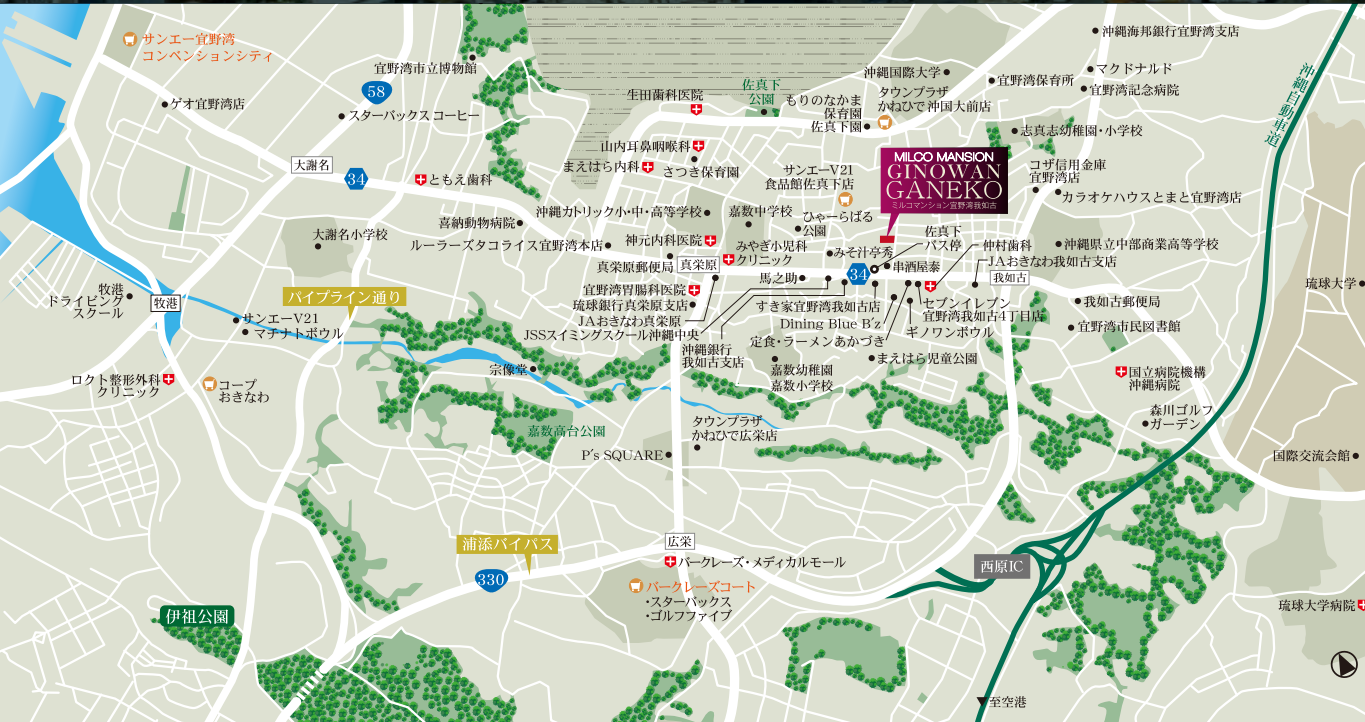 サンエー宜野湾
コンベンションシティ
宜野湾市立博物館
58
ゲオ宜野湾店
スターバックス コーヒー
大謝名
34
ともえ歯科
大謝名小学校
喜納動物病院
ルーラーズタコライス宜野湾本店
生田歯科医院
佐真下
公園
もりのなかま
保育園
佐真下園
沖縄国際大学
タウンプラザ
かねひで 沖国大前店
山内耳鼻咽喉科
まえはら内科
さつき保育園
サンエーV21
食品館佐真下店
沖縄カトリック小・中・高等学校
嘉数中学校
ひゃーらばる
公園
神元内科医院
みやぎ小児科
クリニック
真栄原郵便局
真栄原
みそ汁亭秀
馬之助
34
MILCO MANSION
GINOWAN
GANEKO
ミルコマンション宜野湾我如古
佐真下
バス停
串酒屋泰
仲村歯科
JAおきなわ我如古支店
我如古
沖縄海邦銀行宜野湾支店
宜野湾保育所
マクドナルド
宜野湾記念病院
志真志幼稚園・小学校
コザ信用金庫
宜野湾店
カラオケハウスとまと宜野湾店
沖縄県立中部商業高等学校
沖縄自動車道
宜野湾胃腸科医院
琉球銀行真栄原支店
JAおきなわ真栄原
JSSスイミングスクール沖縄中央
沖縄銀行
我如古支店
すき家宜野湾我如古店
Dining Blue B'z
定食・ラーメンあかづき
セブンイレブン
宜野湾我如古4丁目店
ギノワンボウル
まえはら児童公園
嘉数幼稚園
嘉数小学校
我如古郵便局
宜野湾市民図書館
国立病院機構
沖縄病院
森川ゴルフ
ガーデン
琉球大学
国際交流会館
琉球大学病院
牧港
ドライビング
スクール
牧港
パイプライン通り
サンエーV21
マチナトボウル
ロクト整形外科
クリニック
コープ
おきなわ
宗像堂
嘉数高台公園
タウンプラザ
かねひで広栄店
P's SQUARE
浦添バイパス
330
広栄
バークレーズ・メディカルモール
バークレーズコート
・スターバックス
・ゴルフファイブ
西原IC
伊祖公園
▼至空港